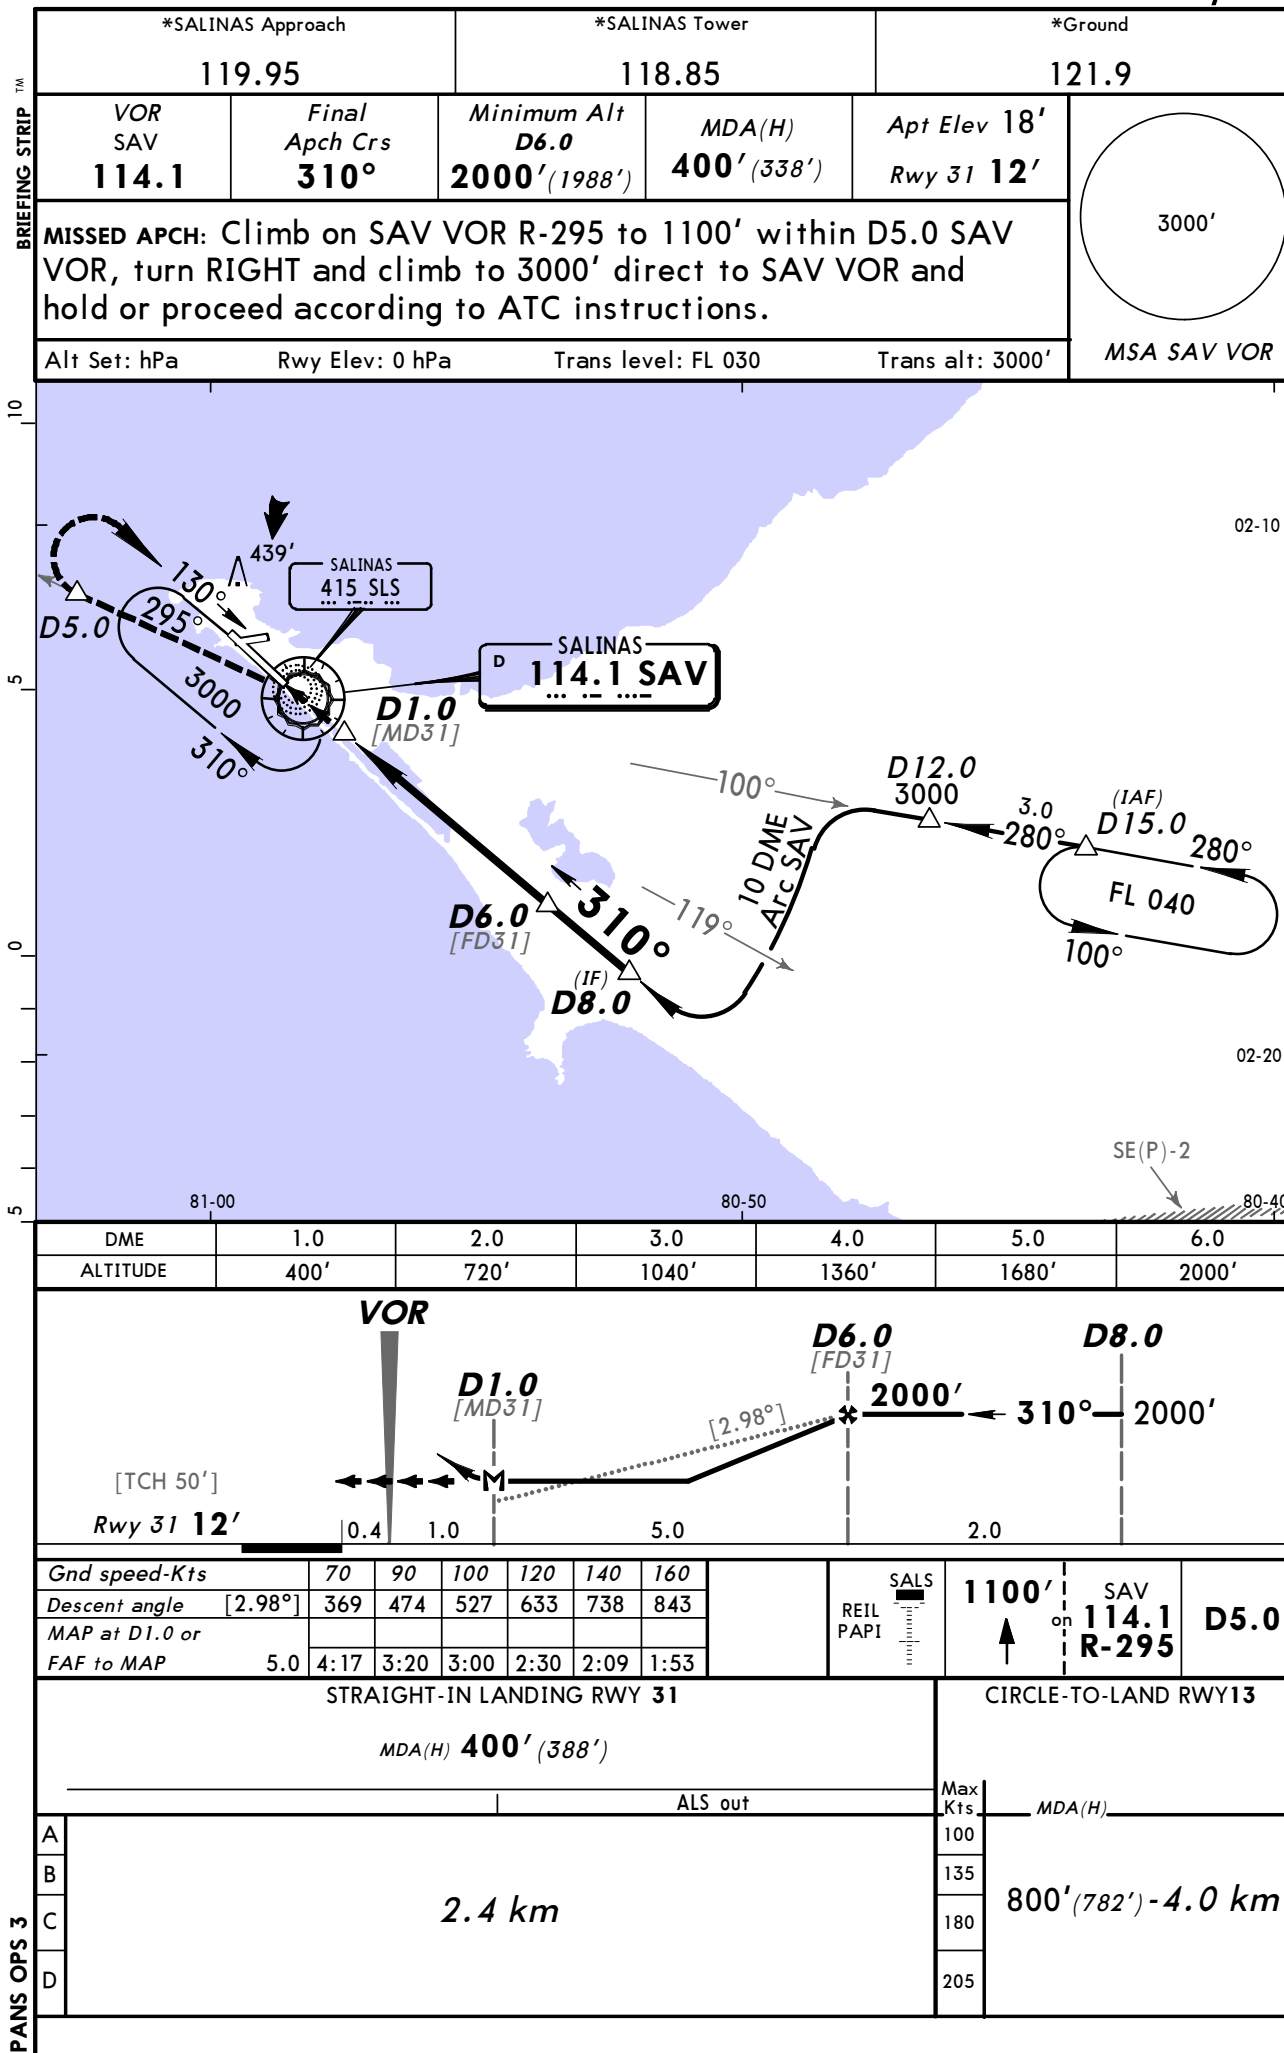 *SALINAS Approach
*SALINAS Tower
*Ground
119.95
118.85
121.9
BRIEFING STRIP TM
VOR
SAV
114.1
Final
Apch Crs
310°
Minimum Alt
D6.0
2000'(1988')
MDA(H)
400'(338')
Apt Elev 18'
Rwy 31 12'
3000'
MSA SAV VOR
MISSED APCH: Climb on SAV VOR R-295 to 1100' within D5.0 SAV
VOR, turn RIGHT and climb to 3000' direct to SAV VOR and
hold or proceed according to ATC instructions.
Alt Set: hPa
Rwy Elev: 0 hPa
Trans level: FL 030
Trans alt: 3000'
10
5
0
5
02-10
02-20
81-00
80-50
80-40
439'
SALINAS
415 SLS
130°
295°
D5.0
3000
310°
D
SALINAS
114.1 SAV
D1.0
[MD31]
100°
D12.0
3000
3.0
280°
(IAF)
D15.0
280°
FL 040
100°
10 DME
Arc SAV
119°
310°
D6.0
[FD31]
(IF)
D8.0
SE(P)-2
DME 1.0 2.0 3.0 4.0 5.0 6.0
ALTITUDE 400' 720' 1040' 1360' 1680' 2000'
VOR
D1.0
[MD31]
D6.0
[FD31]
D8.0
[2.98°]
2000'
310°
2000'
[TCH 50']
Rwy 31 12'
0.4 1.0 5.0 2.0
Gnd speed-Kts 70 90 100 120 140 160
Descent angle [2.98°] 369 474 527 633 738 843
MAP at D1.0 or
FAF to MAP 5.0 4:17 3:20 3:00 2:30 2:09 1:53
SALS
REIL
PAPI
1100'
on
SAV
114.1
R-295
D5.0
STRAIGHT-IN LANDING RWY 31
CIRCLE-TO-LAND RWY13
MDA(H) 400'(388')
ALS out
Max
Kts
MDA(H)
A
B
C
D
2.4 km
100
135
180
205
800'(782')-4.0 km
PANS OPS 3